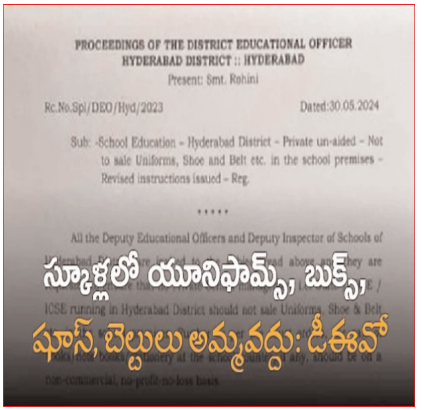 PROCEEDINGS OF THE DISTRICT EDUCATIONAL OFFICER
HYDERABAD DISTRICT :: HYDERABAD
Present: Smt. Rohini
Rc.No.Spl/DEO/Hyd/2023 Dated:30.05.2024
Sub: -School Education – Hyderabad District – Private un-aided – Not
to sale Uniforms, Shoe and Belt etc. in the school premises –
Revised instructions issued – Reg.
*****
All the Deputy Educational Officers and Deputy Inspector of Schools of
స్కూళ్లలో యూనిఫామ్స్, బుక్స్,
ICSE running in Hyderabad District should not sale Uniforms, Shoe & Belt
షూస్, బెల్టులు అమ్మవద్దు: డీఈవో
non-commercial, no-profit-no-loss basis.